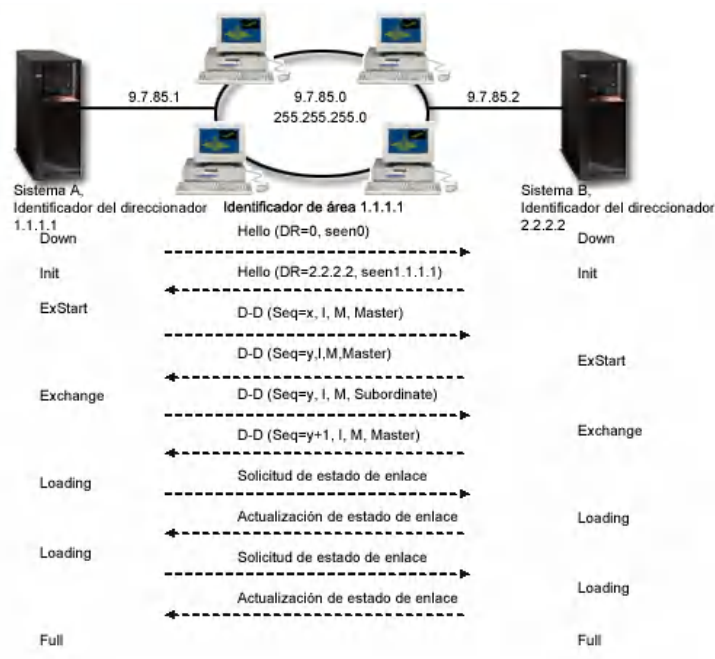 9.7.85.1
9.7.85.0
9.7.85.2
255.255.255.0
Sistema A,
Identificador del direccionador
1.1.1.1
Identificador de área 1.1.1.1
Sistema B,
Identificador del direccionador
2.2.2.2
Down
Hello (DR=0, seen0)
Down
Init
Hello (DR=2.2.2.2, seen1.1.1.1)
Init
ExStart
D-D (Seq=x, I, M, Master)
D-D (Seq=y,I,M,Master)
ExStart
Exchange
D-D (Seq=y, I, M, Subordinate)
D-D (Seq=y+1, I, M, Master)
Exchange
Loading
Solicitud de estado de enlace
Actualización de estado de enlace
Loading
Loading
Solicitud de estado de enlace
Actualización de estado de enlace
Loading
Full
Full